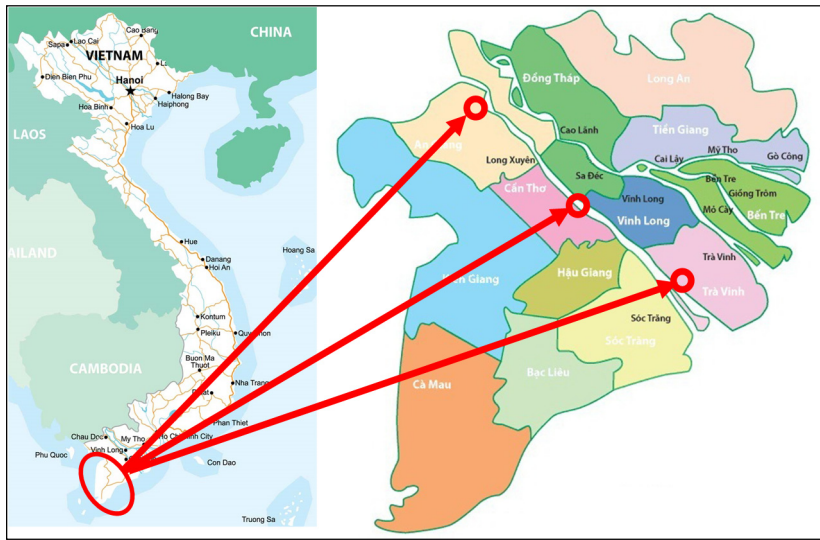 CHINA
Cao Bang
Lao Cai
Sapa
VIETNAM
Dien Bien Phu
Hanoi
Halong Bay
Haiphong
Hoa Binh
Hoa Lu
LAOS
AILAND
Hue
Danang
Hoi An
Hoang Sa
Kontum
Pleiku
CAMBODIA
Buon Ma
Thuot
Nha Trang
Phan Thiet
Chau Doc
My Tho
Vinh Long
Phu Quoc
Con Dao
Truong Sa
Đồng Tháp
Long An
Cao Lãnh
Tiền Giang
Mỹ Tho
Cai Lậy
Gò Công
Long Xuyên
Sa Đéc
Bến Tre
Giồng Trôm
Cần Thơ
Vĩnh Long
Vĩnh Long
Mỏ Cày
Bến Tre
Trà Vinh
Trà Vinh
Hậu Giang
Giang
Sóc Trăng
Sóc Trăng
Bạc Liêu
Cà Mau